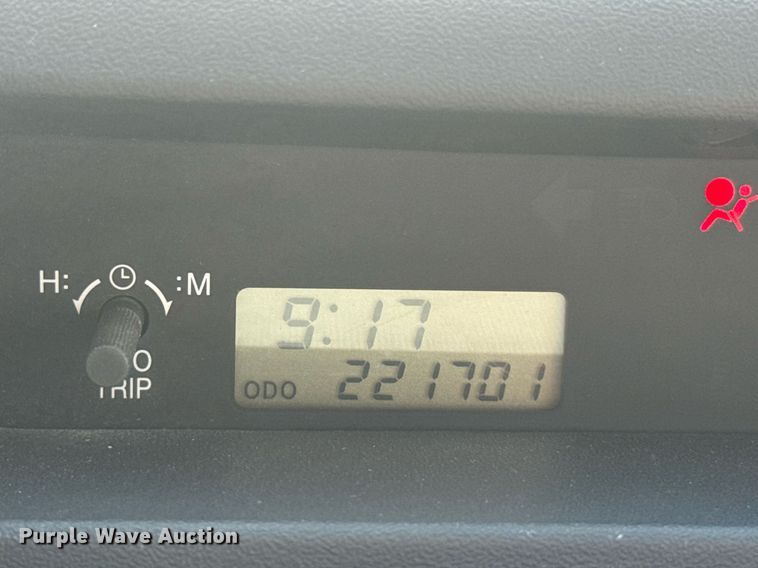 H: :M
9:17
O
TRIP
ODO 221701
Purple Wave Auction